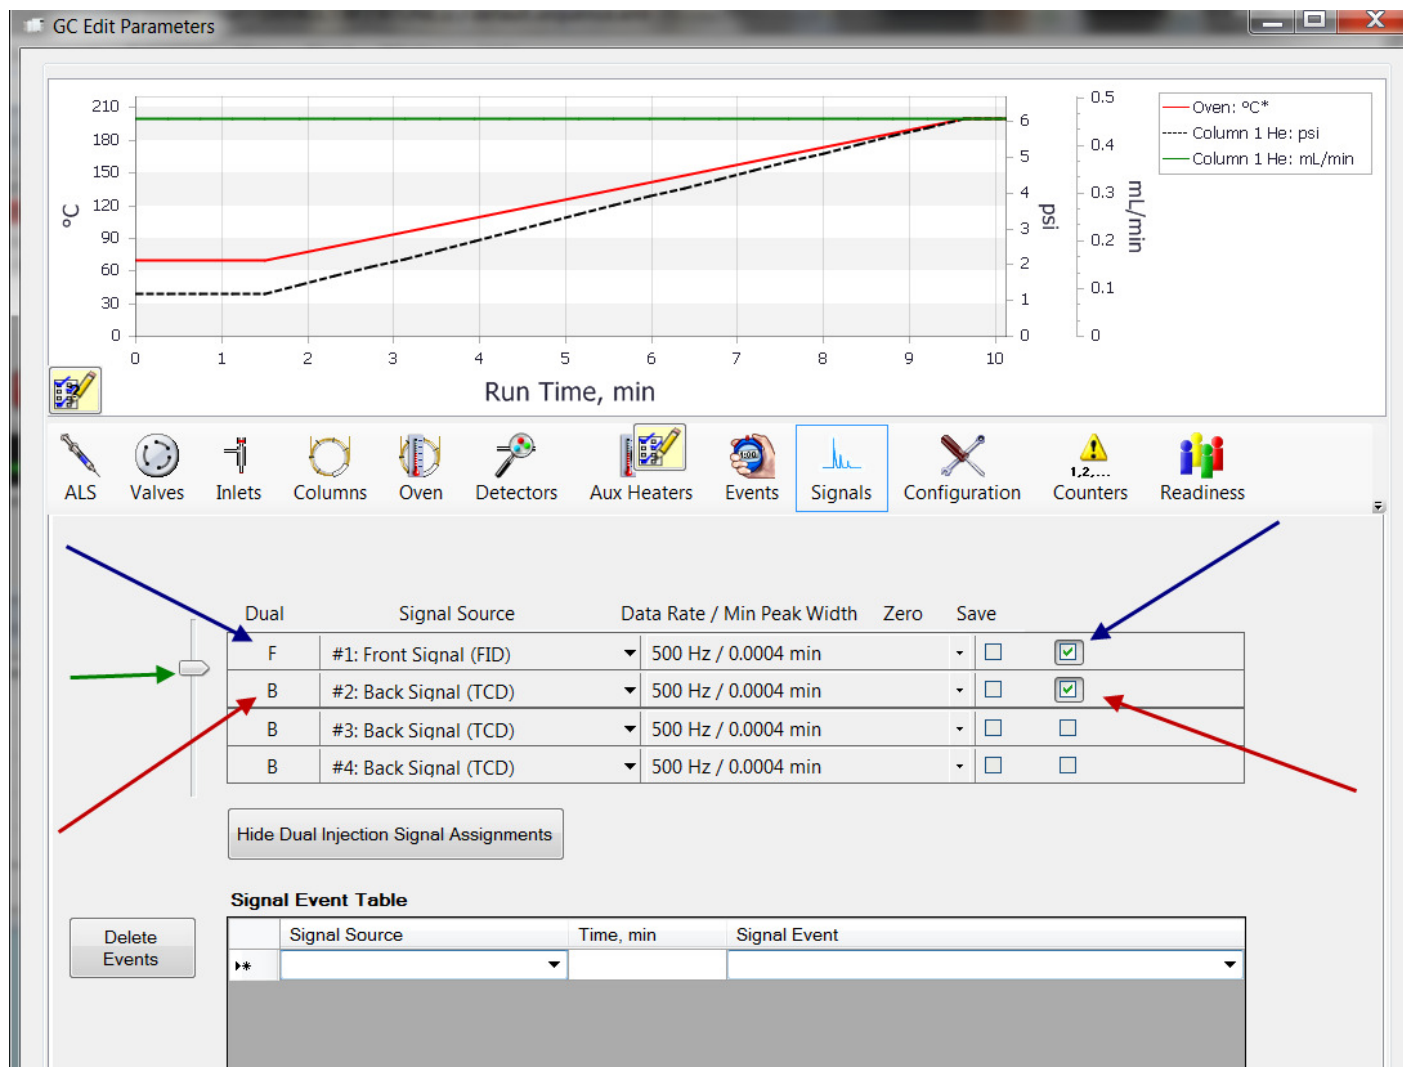 GC Edit Parameters
210
180
150
120
90
60
30
0
°C
0 1 2 3 4 5 6 7 8 9 10
Run Time, min
6
5
4
3
2
1
0
psi
0.5
0.4
0.3
0.2
0.1
0
mL/min
Oven: °C*
Column 1 He: psi
Column 1 He: mL/min
1:00
1,2,...
ALS Valves Inlets Columns Oven Detectors Aux Heaters Events Signals Configuration Counters Readiness
Dual Signal Source Data Rate / Min Peak Width Zero Save
F #1: Front Signal (FID) 500 Hz / 0.0004 min
B #2: Back Signal (TCD) 500 Hz / 0.0004 min
B #3: Back Signal (TCD) 500 Hz / 0.0004 min
B #4: Back Signal (TCD) 500 Hz / 0.0004 min
Hide Dual Injection Signal Assignments
Signal Event Table
Delete
Events
Signal Source Time, min Signal Event